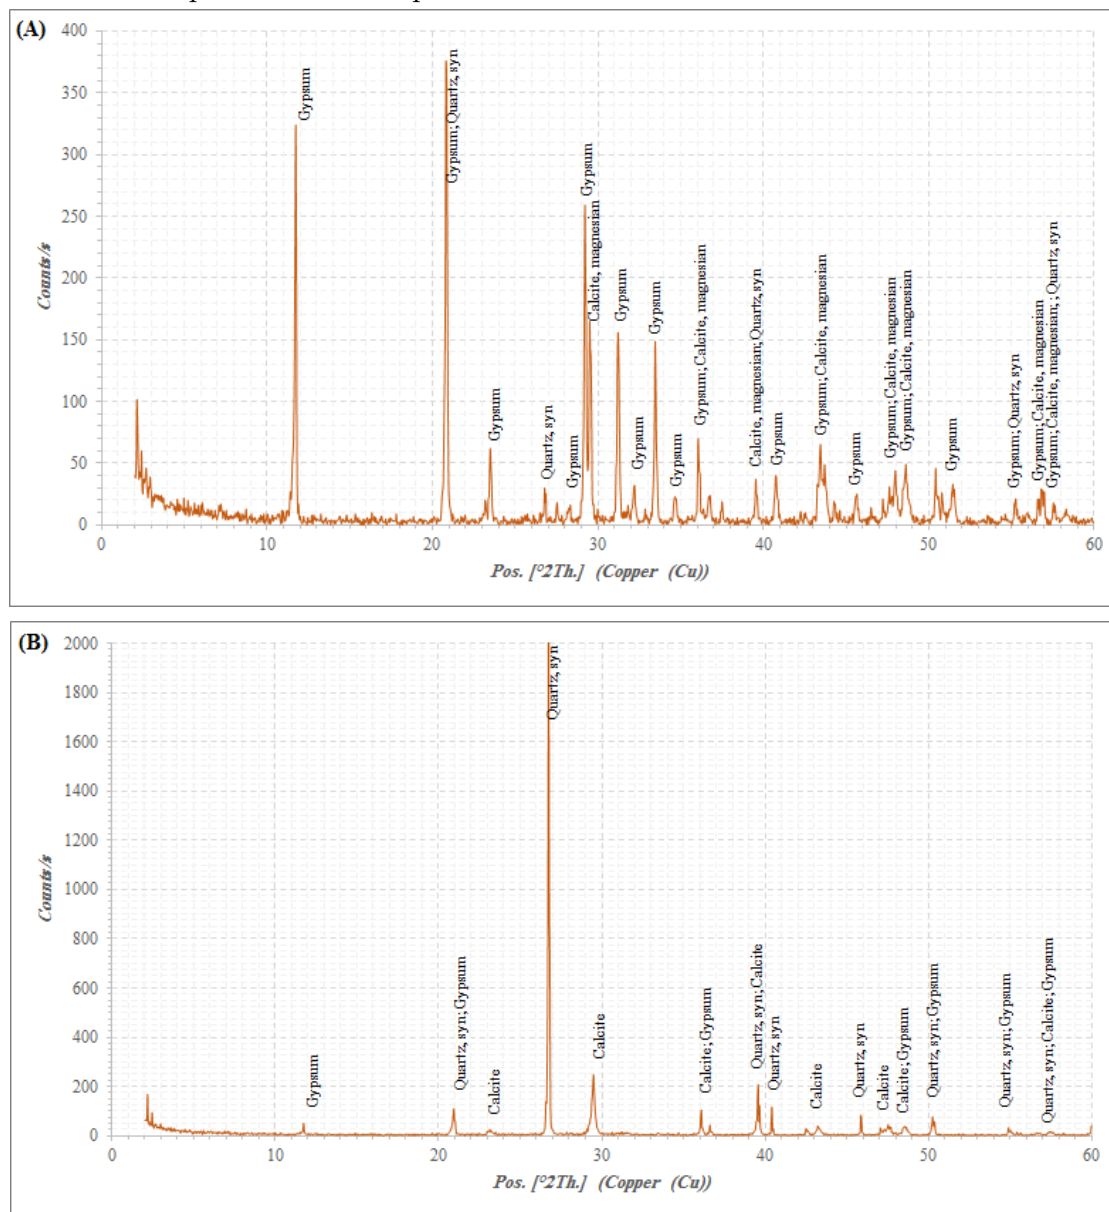 (A)
400
350
300
250
200
150
100
50
0
Counts/s
Gypsum
Gypsum; Quartz, syn
Gypsum
Quartz, syn
Gypsum
Gypsum
Calcite, magnesian
Gypsum
Gypsum
Gypsum
Gypsum
Gypsum; Calcite, magnesian
Calcite, magnesian; Quartz, syn
Gypsum
Gypsum; Calcite, magnesian
Gypsum
Gypsum; Calcite, magnesian
Gypsum; Calcite, magnesian
Gypsum
Gypsum; Quartz, syn
Gypsum; Calcite, magnesian
Gypsum; Calcite, magnesian; ; Quartz, syn
0 10 20 30 40 50 60
Pos. [°2Th.] (Copper (Cu))
(B)
2000
1800
1600
1400
1200
1000
800
600
400
200
0
Counts/s
Gypsum
Quartz, syn; Gypsum
Calcite
Quartz, syn
Calcite
Calcite; Gypsum
Quartz, syn; Calcite
Quartz, syn
Calcite
Quartz, syn
Calcite
Calcite; Gypsum
Quartz, syn; Gypsum
Quartz, syn; Gypsum
Quartz, syn; Calcite; Gypsum
0 10 20 30 40 50 60
Pos. [°2Th.] (Copper (Cu))